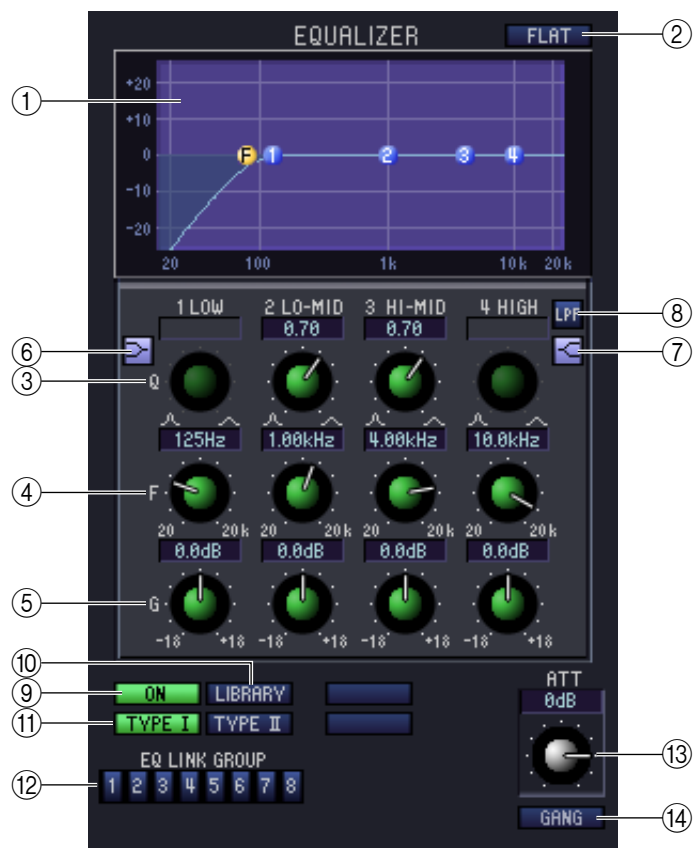 EQUALIZER FLAT ②
①
+20
+10
0
-10
-20
F 1 2 3 4
20 100 1k 10k 20k
1 LOW 2 LO-MID 3 HI-MID 4 HIGH
0.70 0.70 LPF ⑧
⑥ ⑦
③ Q
125Hz 1.00kHz 4.00kHz 10.0kHz
④ F
20 20k 20 20k 20 20k 20 20k
0.0dB 0.0dB 0.0dB 0.0dB
⑤ G
-18 +18 -18 +18 -18 +18 -18 +18
⑩
⑨ ON LIBRARY
⑪ TYPE I TYPE II
ATT
0dB
⑬
EQ LINK GROUP
⑫ 1 2 3 4 5 6 7 8
GANG ⑭